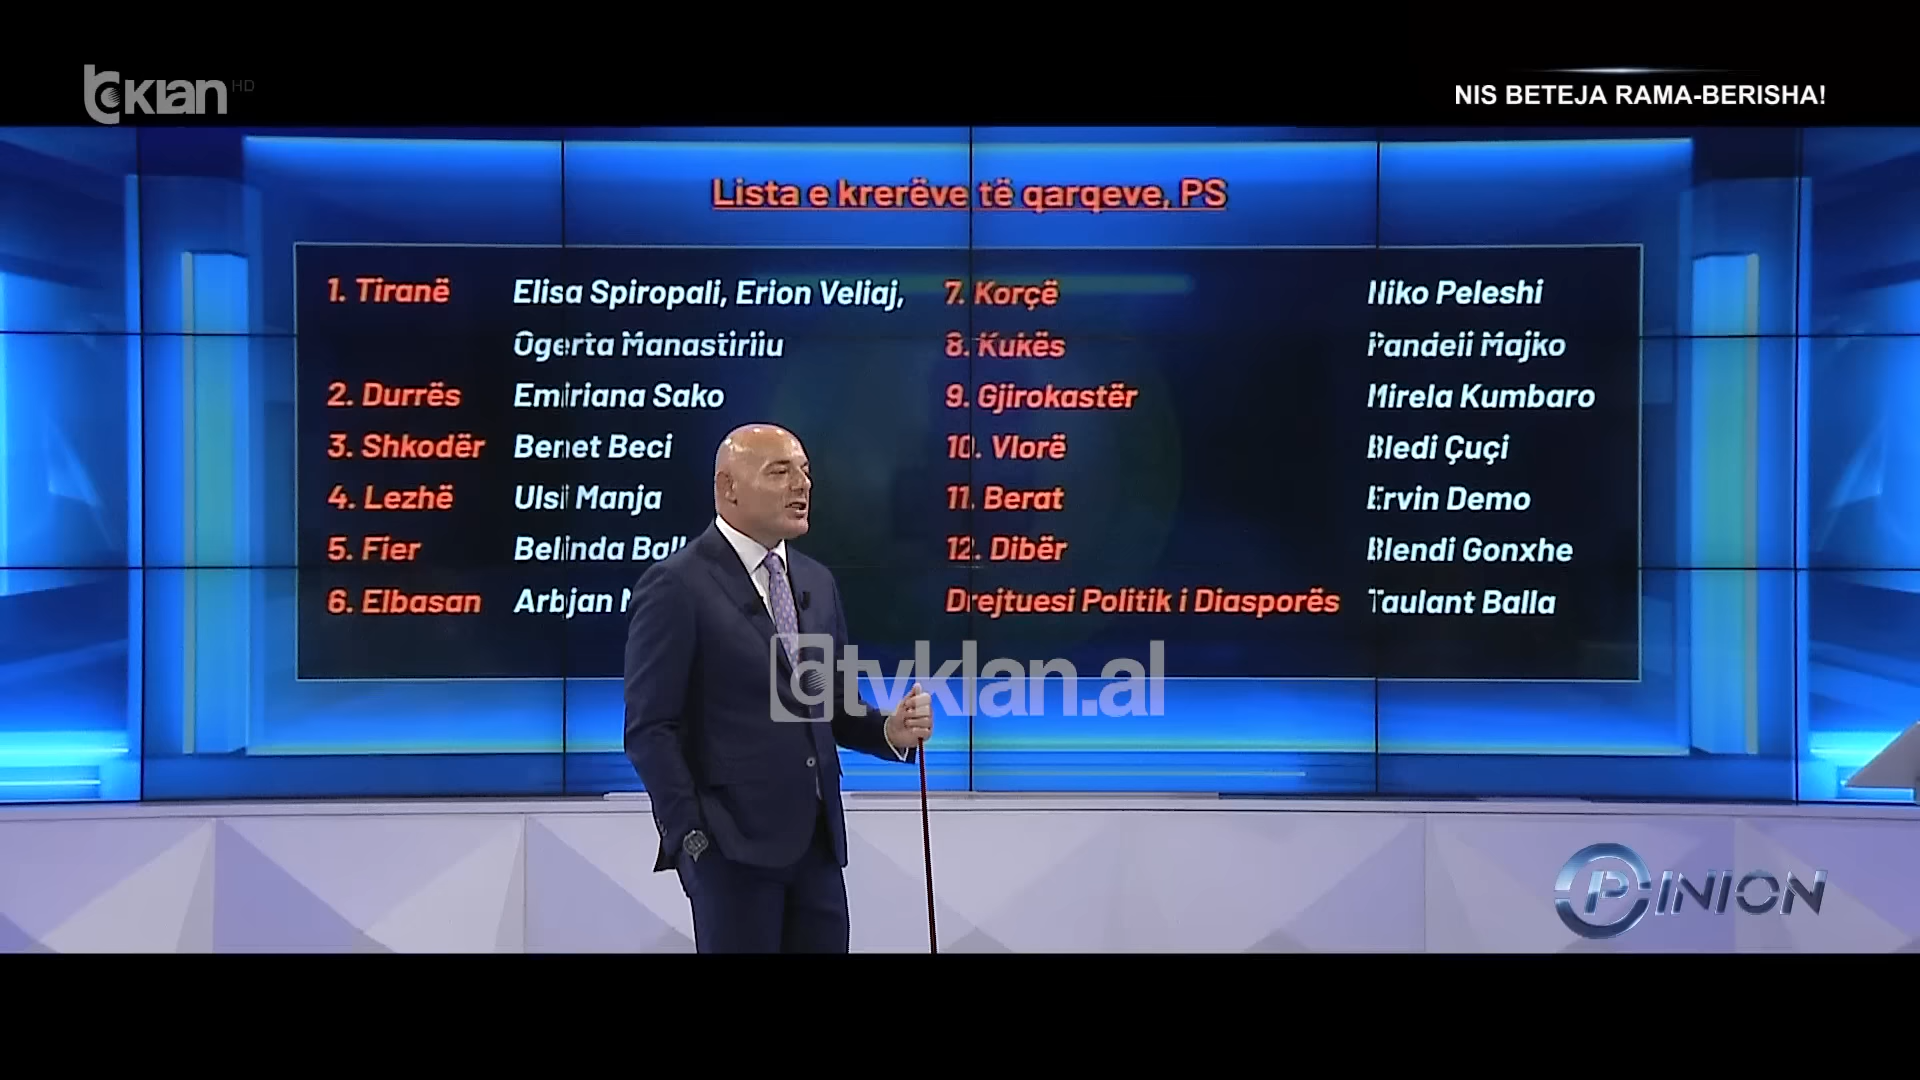 tvklan HD
NIS BETEJA RAMA-BERISHA!
Lista e krerëve të qarqeve, PS
1. Tiranë Elisa Spiropali, Erion Veliaj,
Ogerta Manastirliu
2. Durrës Emiriana Sako
3. Shkodër Benet Beci
4. Lezhë Ulsi Manja
5. Fier Belinda
6. Elbasan Arbjan
7. Korçë Niko Peleshi
8. Kukës Pandeli Majko
9. Gjirokastër Mirela Kumbaro
10. Vlorë Bledi Çuçi
11. Berat Ervin Demo
12. Dibër Blendi Gonxhe
Drejtuesi Politik i Diasporës Taulant Balla
tvklan.al
OPINION